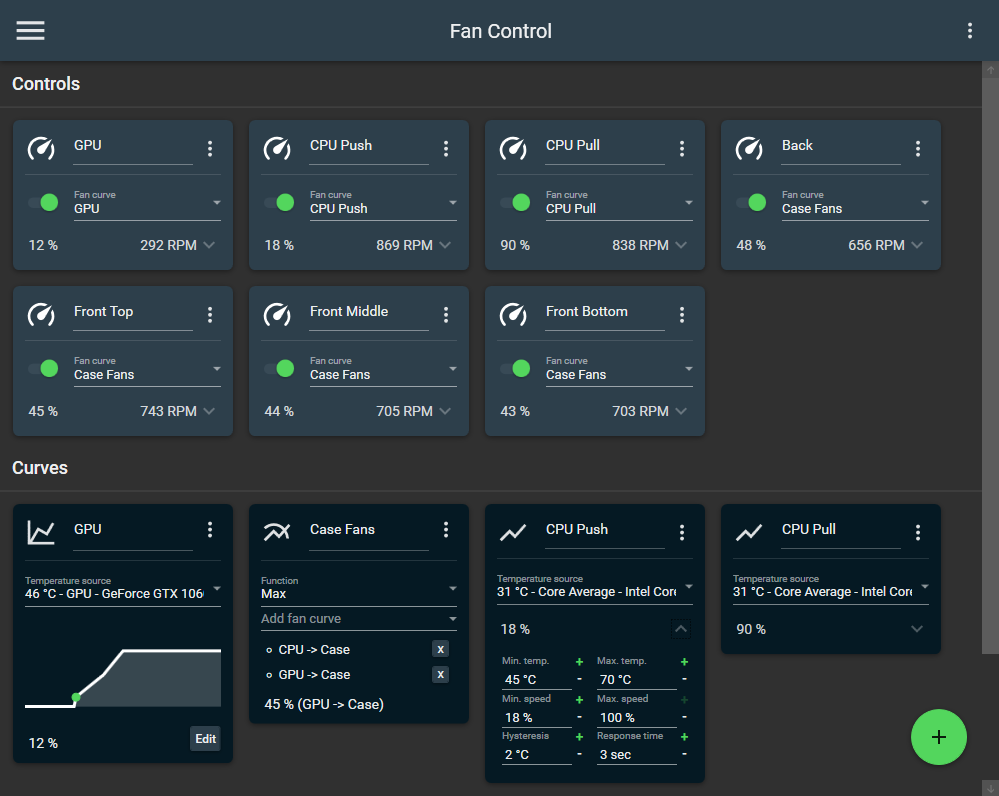 Fan Control
Controls
GPU
Fan curve
GPU
12 % 292 RPM
CPU Push
Fan curve
CPU Push
18 % 869 RPM
CPU Pull
Fan curve
CPU Pull
90 % 838 RPM
Back
Fan curve
Case Fans
48 % 656 RPM
Front Top
Fan curve
Case Fans
45 % 743 RPM
Front Middle
Fan curve
Case Fans
44 % 705 RPM
Front Bottom
Fan curve
Case Fans
43 % 703 RPM
Curves
GPU
Temperature source
46 °C - GPU - GeForce GTX 106
12 % Edit
Case Fans
Function
Max
Add fan curve
CPU -> Case x
GPU -> Case x
45 % (GPU -> Case)
CPU Push
Temperature source
31 °C - Core Average - Intel Core
18 %
Min. temp. + Max. temp. +
45 °C - 70 °C -
Min. speed + Max. speed +
18 % - 100 % -
Hysteresis + Response time +
2 °C - 3 sec -
CPU Pull
Temperature source
31 °C - Core Average - Intel Core
90 %
+